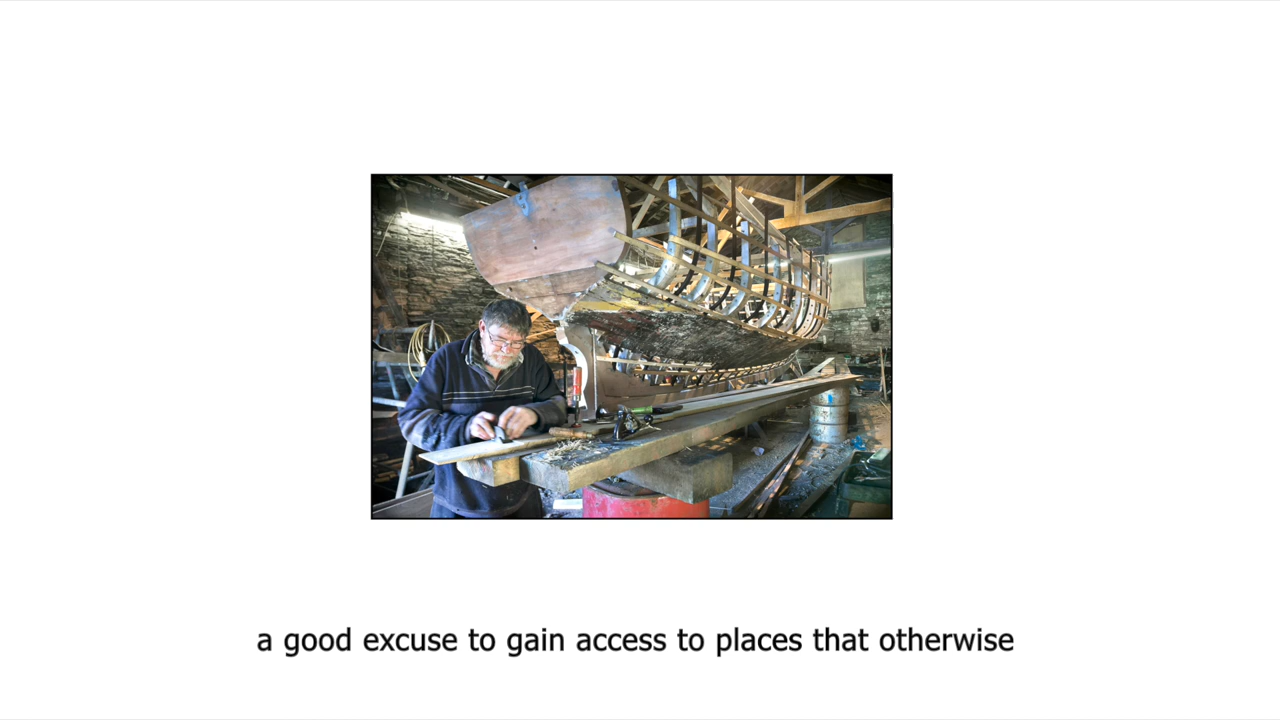 a good excuse to gain access to places that otherwise